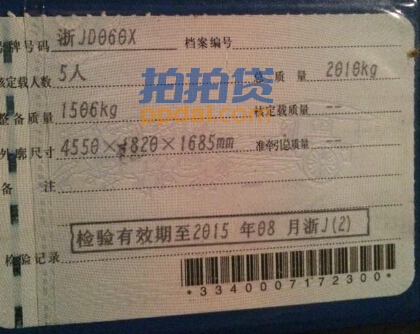 号牌号码 浙JD060X 档案编号
核定载人数 5人 总质量 2010kg
整备质量 1506kg 核定载质量 --
外廓尺寸 4550×1820×1685mm 准牵引总质量 --
备注
检验有效期至2015年08月浙J(2)
检验记录
*3340007172300*
拍拍贷
ppdai.com